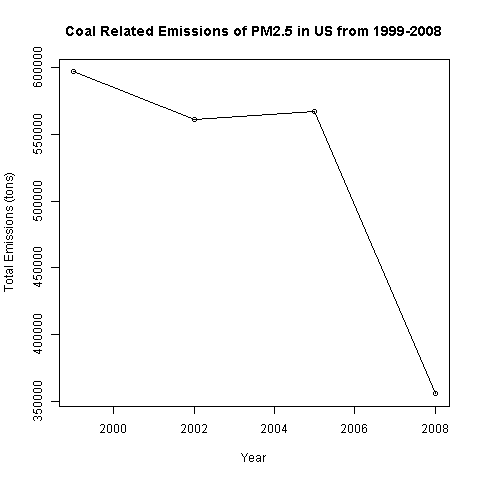 Coal Related Emissions of PM2.5 in US from 1999-2008
Total Emissions (tons)
600000
550000
500000
450000
400000
350000
2000 2002 2004 2006 2008
Year